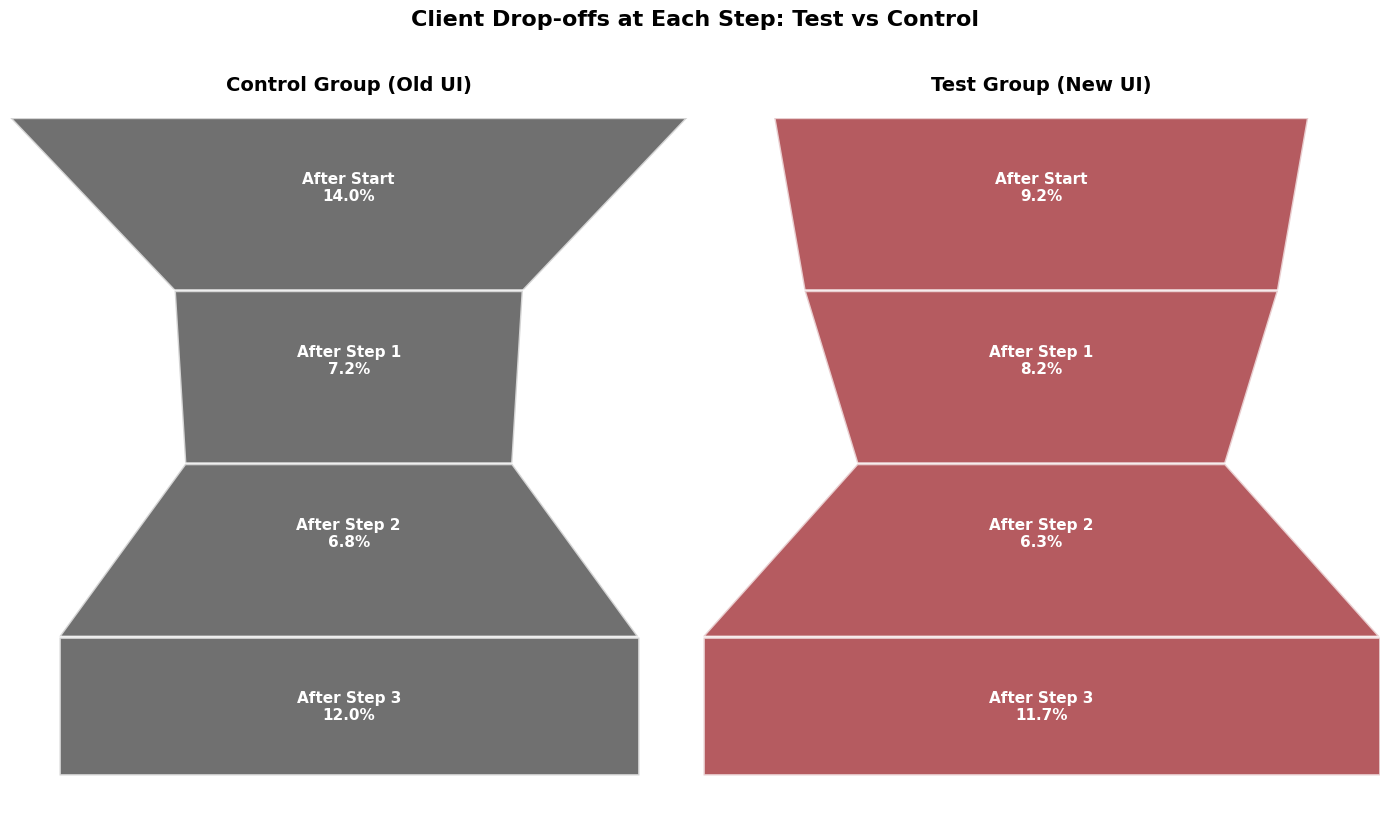 Client Drop-offs at Each Step: Test vs Control
Control Group (Old UI)
After Start
14.0%
After Step 1
7.2%
After Step 2
6.8%
After Step 3
12.0%
Test Group (New UI)
After Start
9.2%
After Step 1
8.2%
After Step 2
6.3%
After Step 3
11.7%